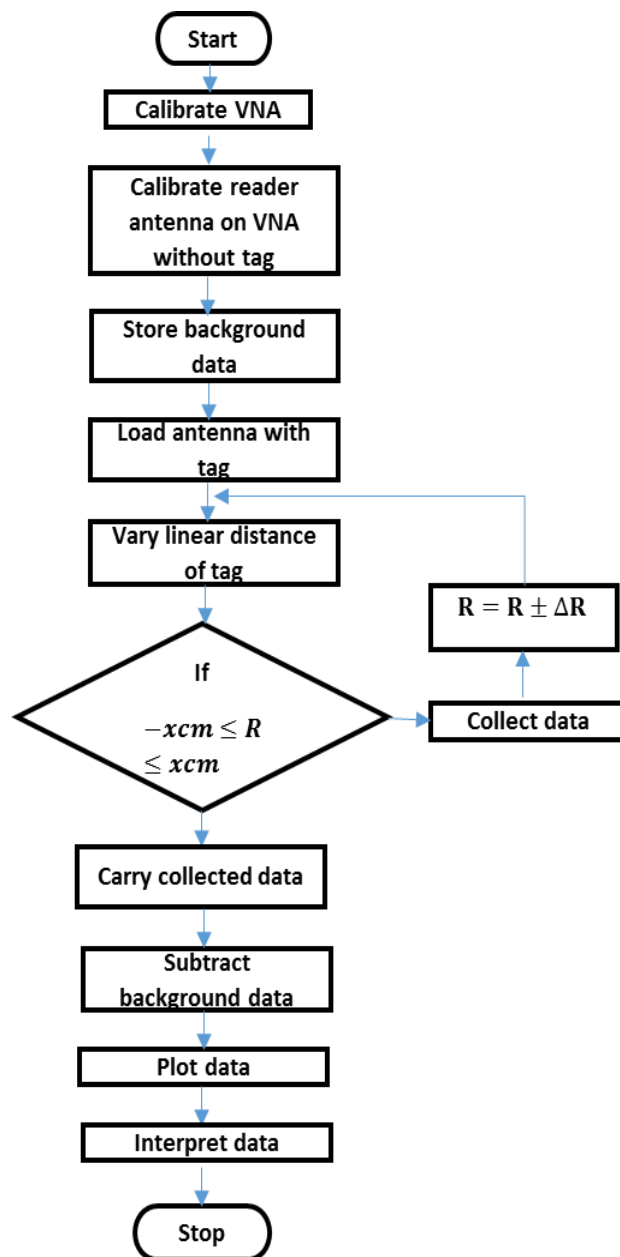 Start
Calibrate VNA
Calibrate reader
antenna on VNA
without tag
Store background
data
Load antenna with
tag
Vary linear distance
of tag
R = R ± ΔR
If
−xcm ≤ R
≤ xcm
Collect data
Carry collected data
Subtract
background data
Plot data
Interpret data
Stop